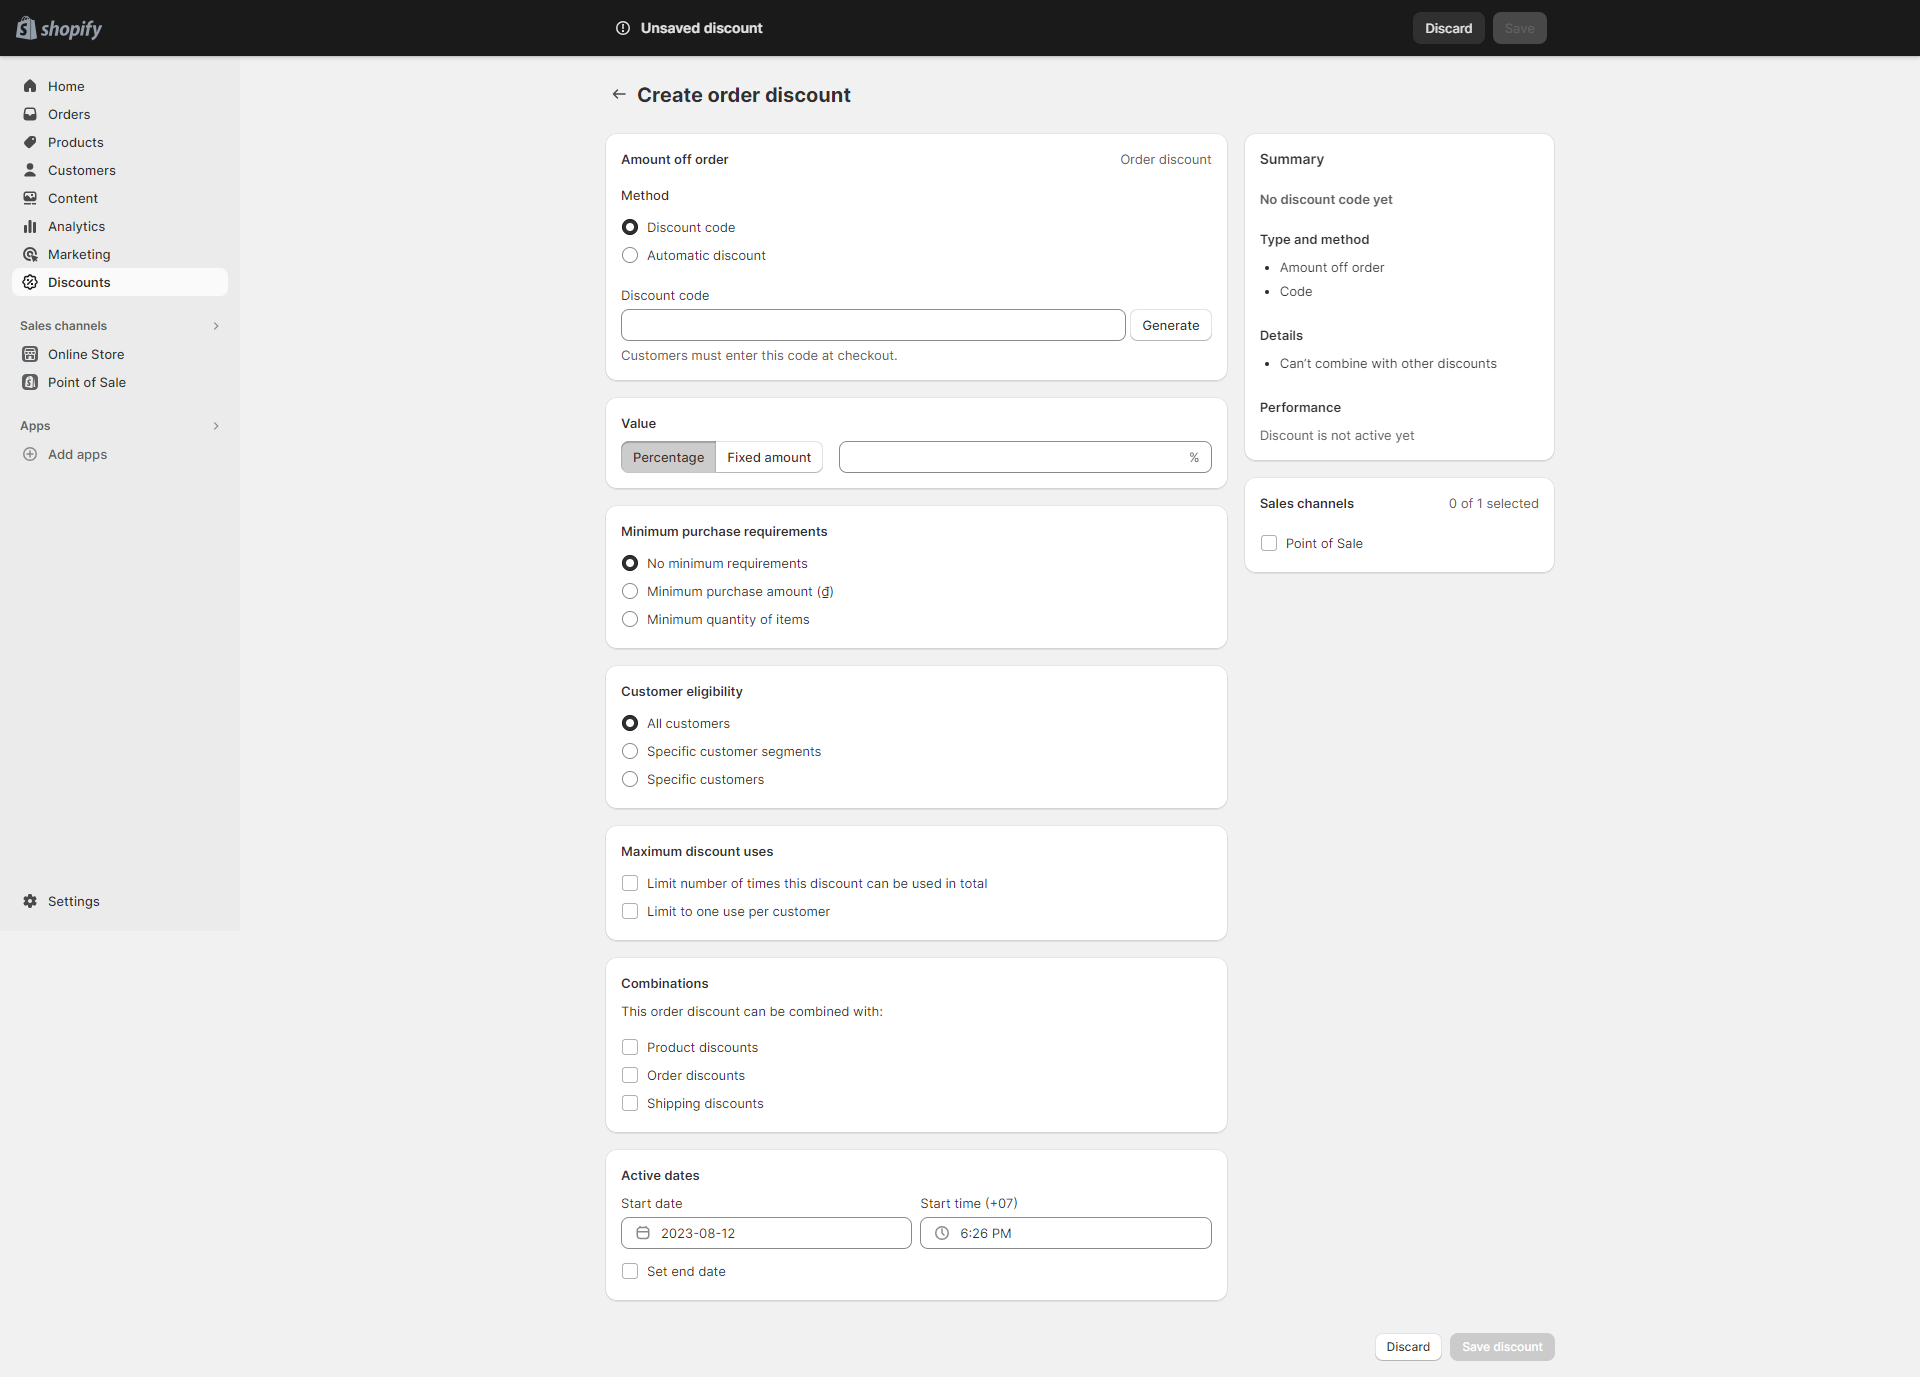 shopify
Unsaved discount
Discard
Save
Home
Orders
Products
Customers
Content
Analytics
Marketing
Discounts
Sales channels
Online Store
Point of Sale
Apps
Add apps
Settings
Create order discount
Amount off order
Order discount
Method
Discount code
Automatic discount
Discount code
Generate
Customers must enter this code at checkout.
Value
Percentage
Fixed amount
%
Minimum purchase requirements
No minimum requirements
Minimum purchase amount (₫)
Minimum quantity of items
Customer eligibility
All customers
Specific customer segments
Specific customers
Maximum discount uses
Limit number of times this discount can be used in total
Limit to one use per customer
Combinations
This order discount can be combined with:
Product discounts
Order discounts
Shipping discounts
Active dates
Start date
Start time (+07)
2023-08-12
6:26 PM
Set end date
Summary
No discount code yet
Type and method
• Amount off order
• Code
Details
• Can’t combine with other discounts
Performance
Discount is not active yet
Sales channels
0 of 1 selected
Point of Sale
Discard
Save discount